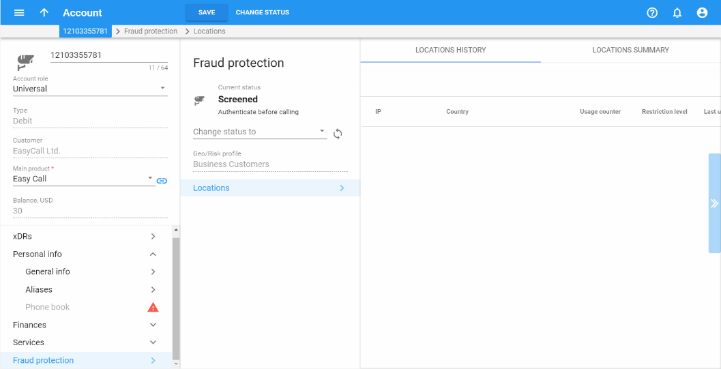 Account
SAVE
CHANGE STATUS
12103355781
Fraud protection
Locations
12103355781
11 / 64
Account role
Universal
Type
Debit
Customer
EasyCall Ltd.
Main product *
Easy Call
Balance, USD
30
xDRs
Personal info
General info
Aliases
Phone book
Finances
Services
Fraud protection
Fraud protection
Current status
Screened
Authenticate before calling
Change status to
Geo/Risk profile
Business Customers
Locations
LOCATIONS HISTORY
LOCATIONS SUMMARY
IP
Country
Usage counter
Restriction level
Last u